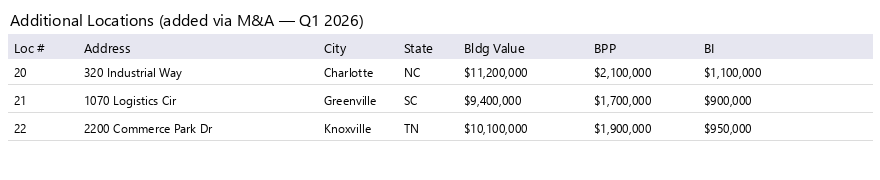 Additional Locations (added via M&A — Q1 2026)
Loc # Address City State Bldg Value BPP BI
20 320 Industrial Way Charlotte NC $11,200,000 $2,100,000 $1,100,000
21 1070 Logistics Cir Greenville SC $9,400,000 $1,700,000 $900,000
22 2200 Commerce Park Dr Knoxville TN $10,100,000 $1,900,000 $950,000